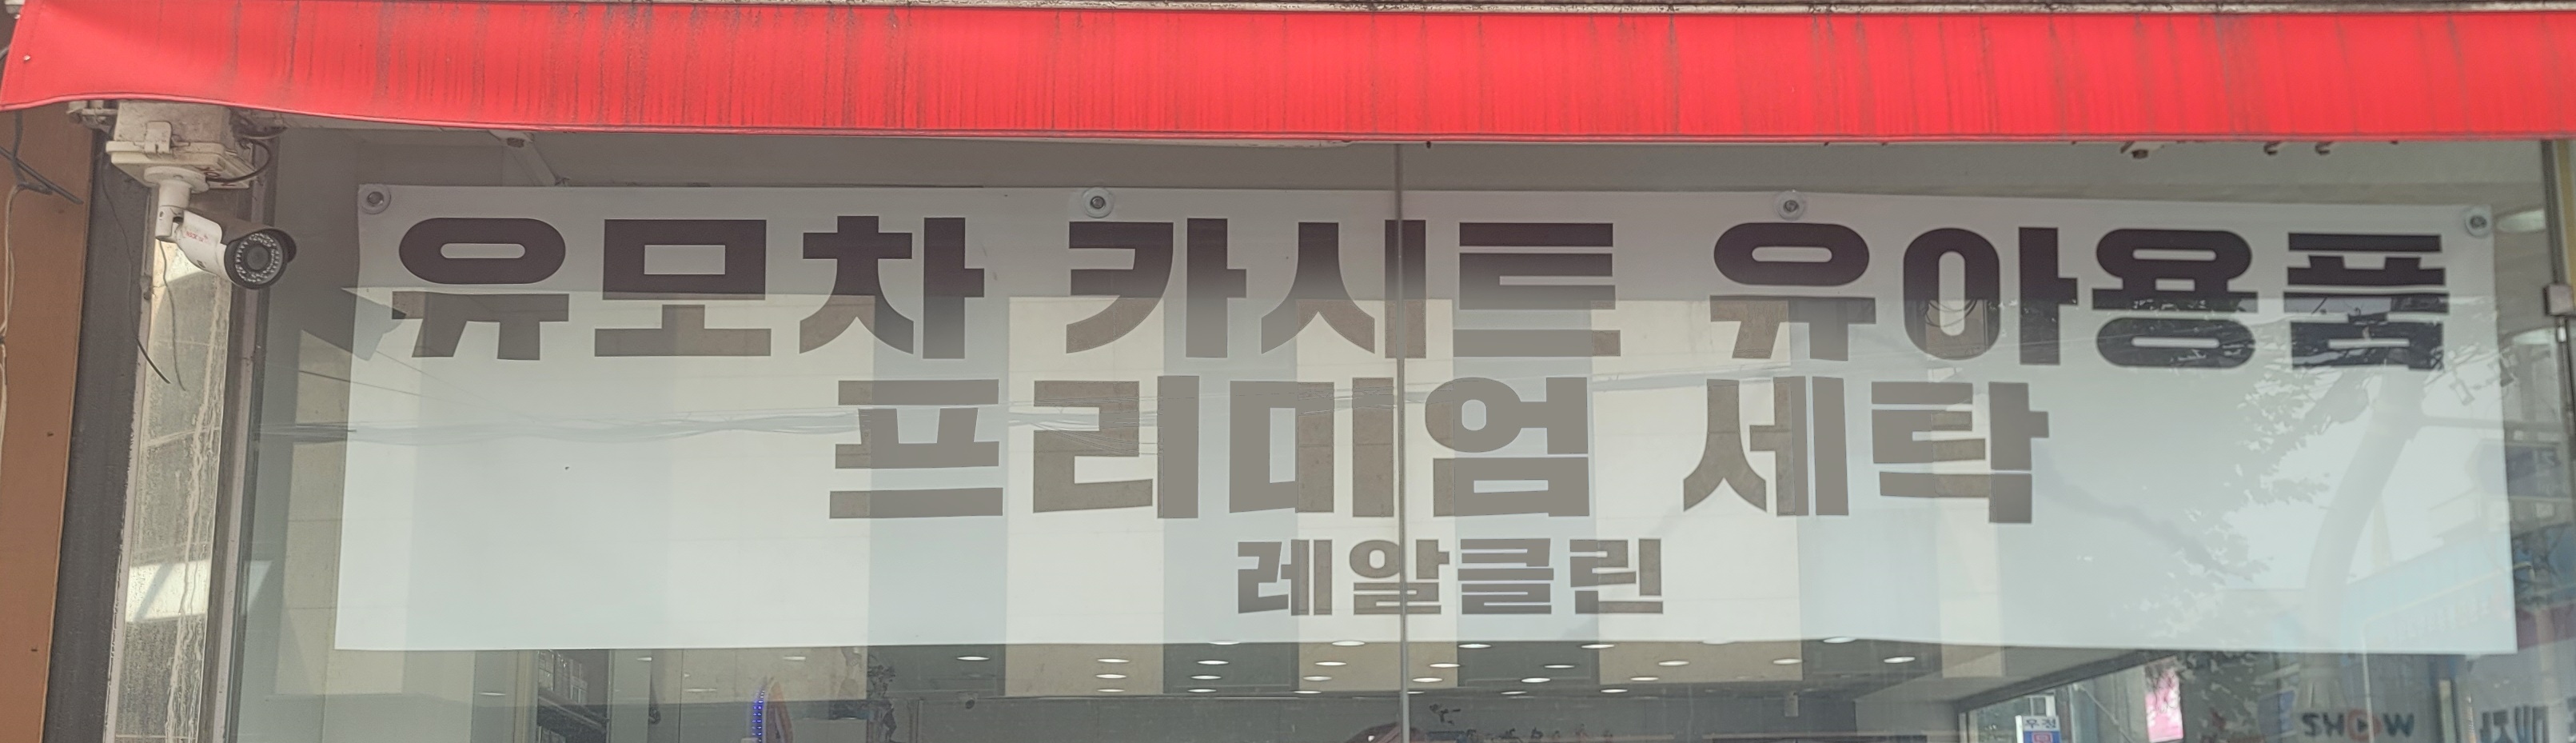 유모차 카시트 유아용품
프리미엄 세탁
레알클린